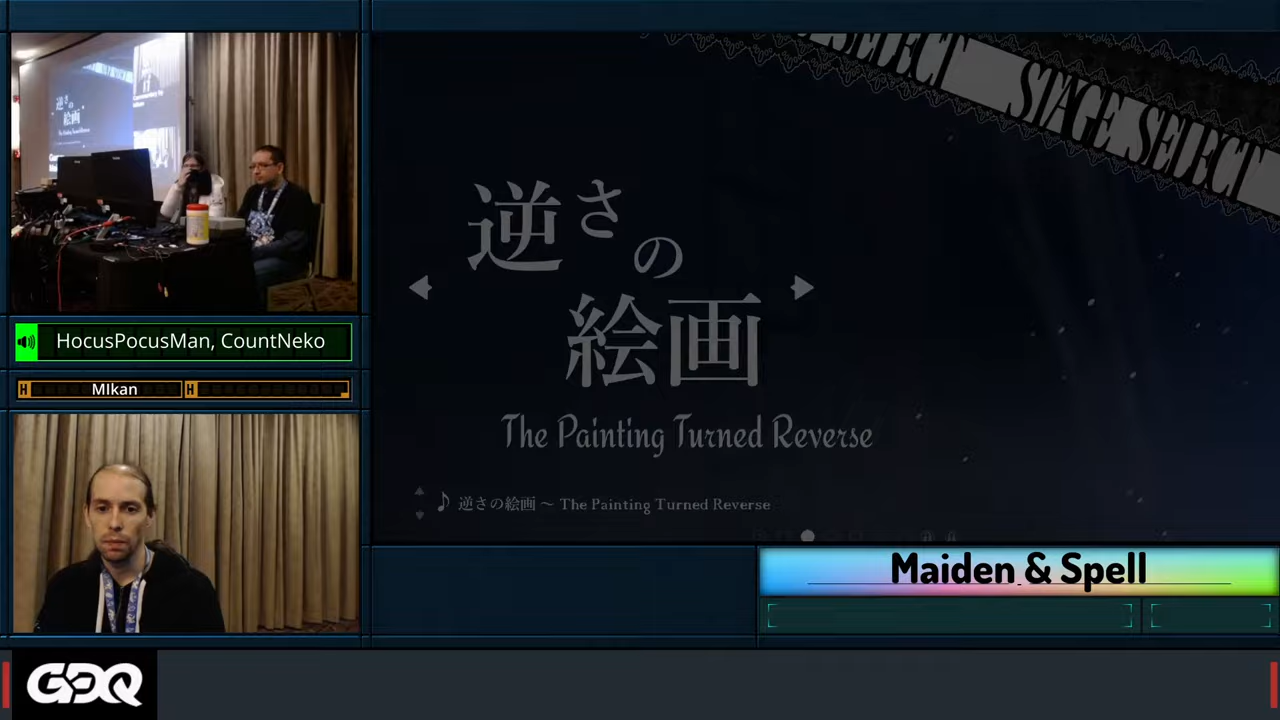 SELECT STAGE SELECT
逆さの
絵画
The Painting Turned Reverse
♪ 逆さの絵画 ~ The Painting Turned Reverse
HocusPocusMan, CountNeko
MIkan
Maiden & Spell
GDQ